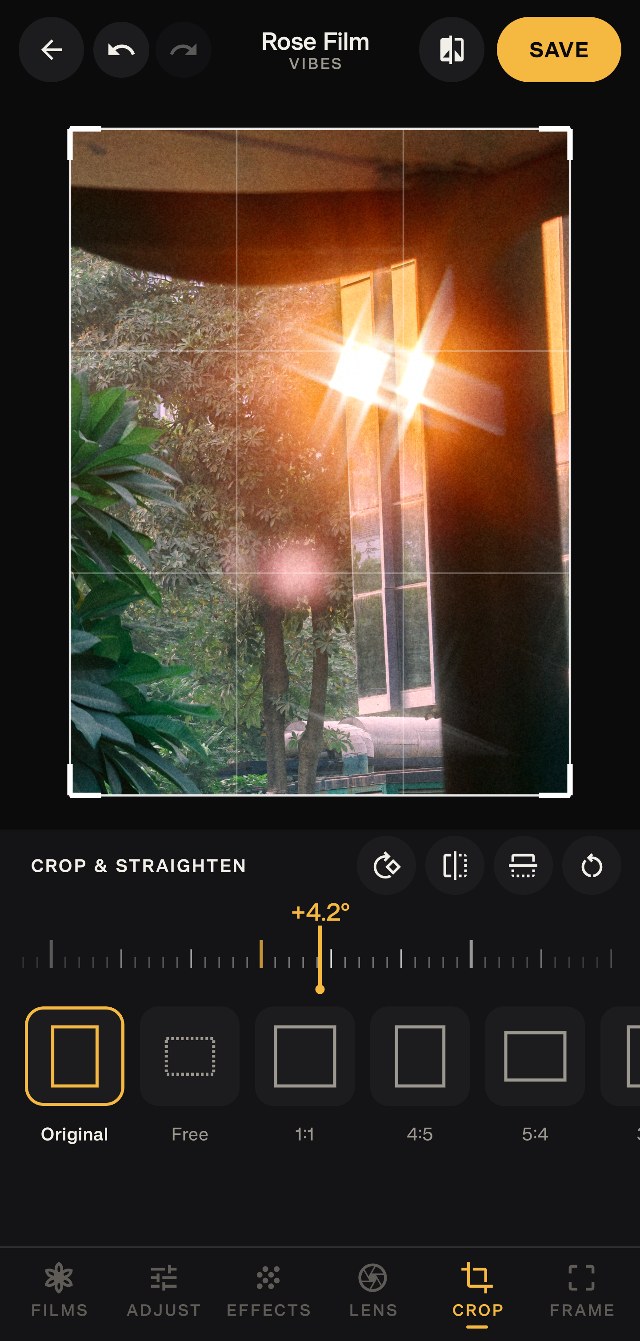 Rose Film
VIBES
SAVE
CROP & STRAIGHTEN
+4.2°
Original
Free
1:1
4:5
5:4
FILMS
ADJUST
EFFECTS
LENS
CROP
FRAME